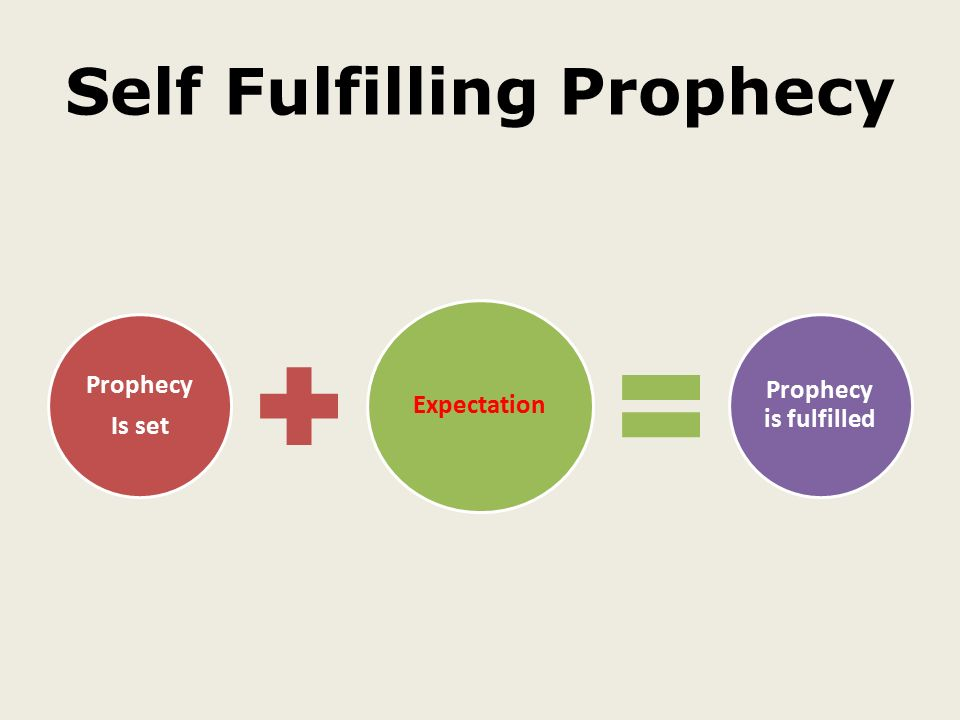 Self Fulfilling Prophecy
Prophecy
Is set
Expectation
Prophecy
is fulfilled